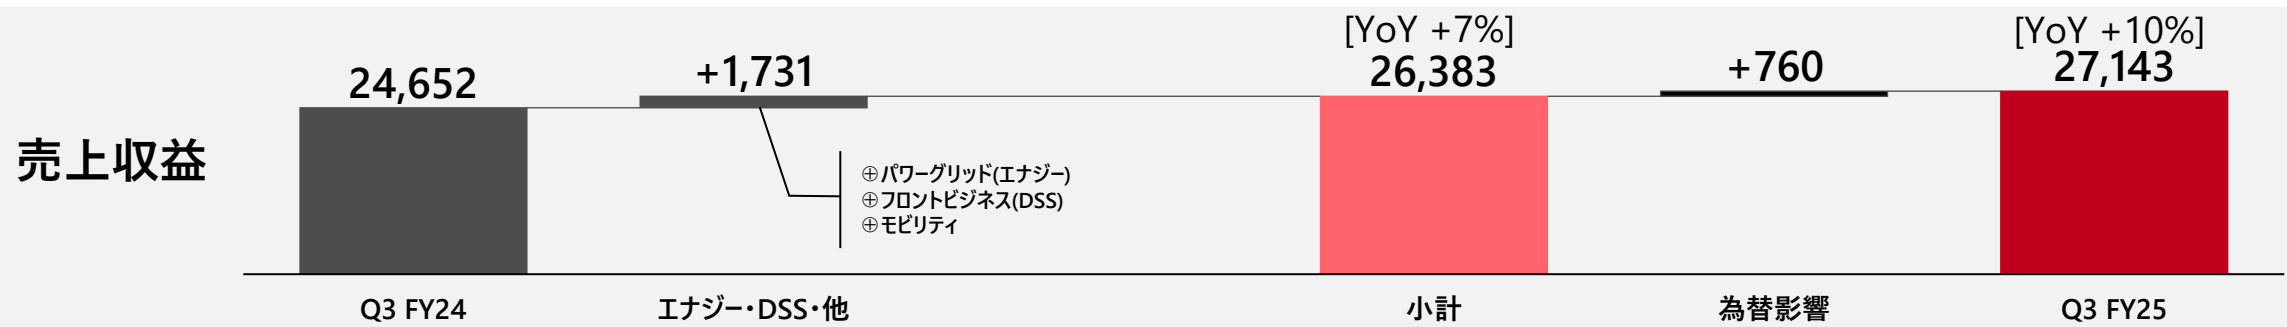 売上収益
24,652
+1,731
[YoY +7%]
26,383
+760
[YoY +10%]
27,143
⊕パワーグリッド(エナジー)
⊕フロントビジネス(DSS)
⊕モビリティ
Q3 FY24
エナジー・DSS・他
小計
為替影響
Q3 FY25